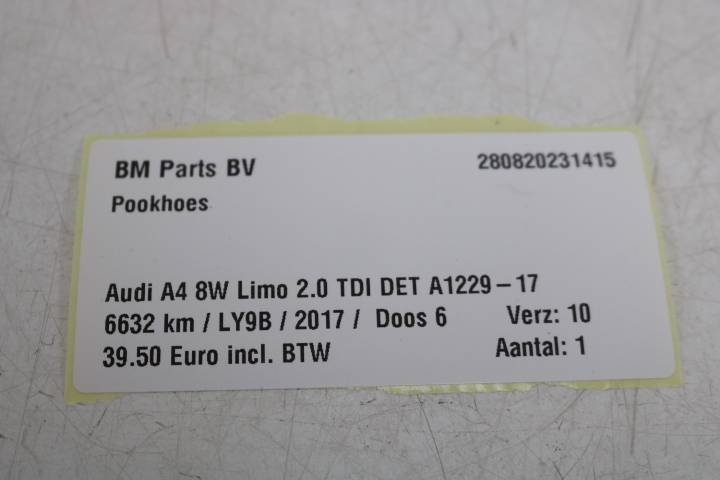 BM Parts BV 280820231415
Pookhoes
Audi A4 8W Limo 2.0 TDI DET A1229-17
6632 km / LY9B / 2017 / Doos 6 Verz: 10
39.50 Euro incl. BTW Aantal: 1